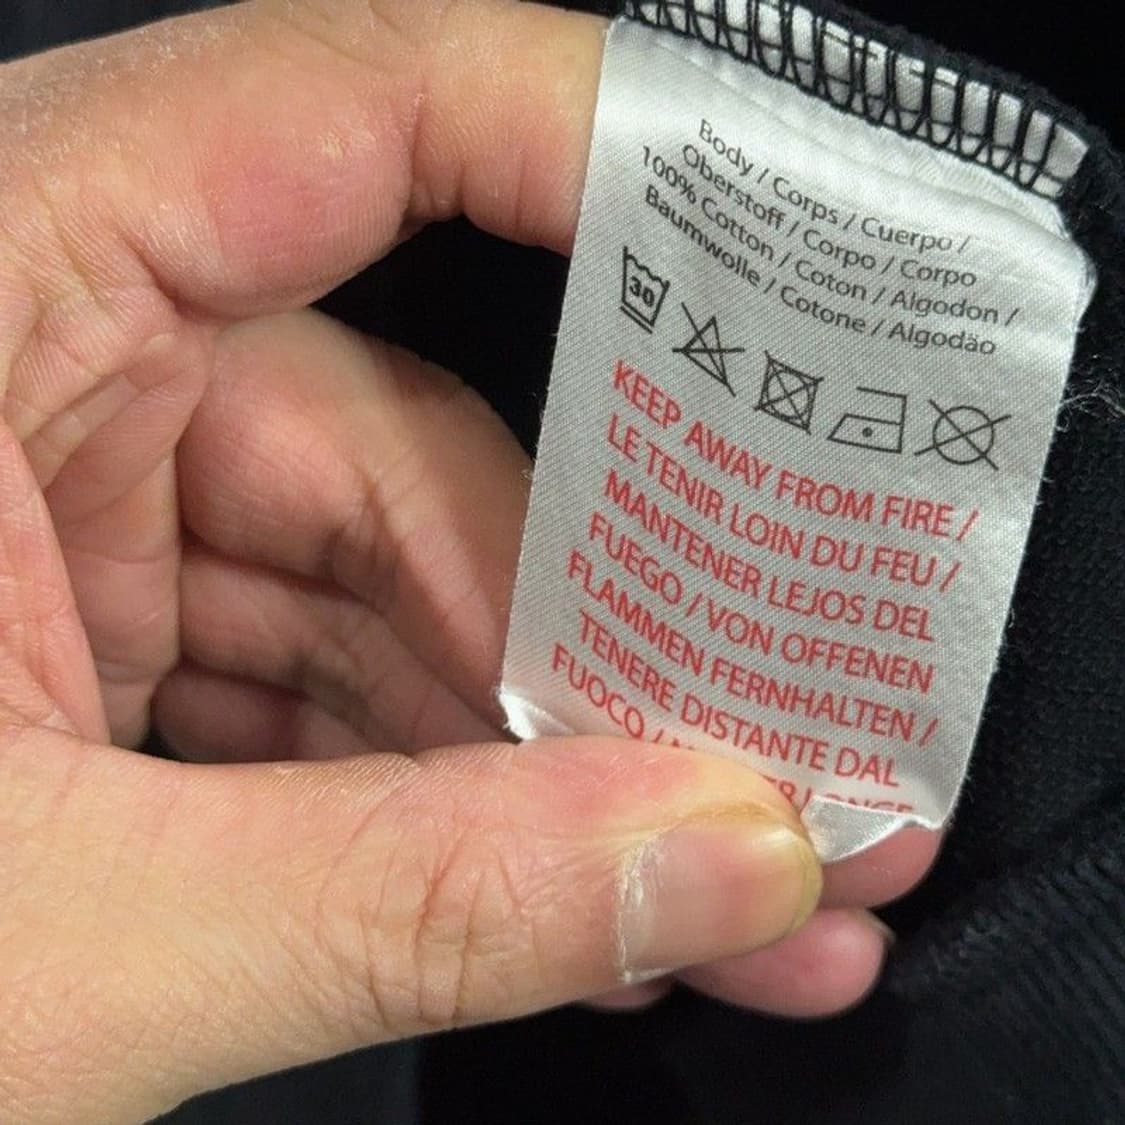 Body / Corps / Cuerpo /
Oberstoff / Corpo / Corpo
100% Cotton / Coton / Algodon /
Baumwolle / Cotone / Algodão
30
KEEP AWAY FROM FIRE /
LE TENIR LOIN DU FEU /
MANTENER LEJOS DEL
FUEGO / VON OFFENEN
FLAMMEN FERNHALTEN /
TENERE DISTANTE DAL
FUOCO /